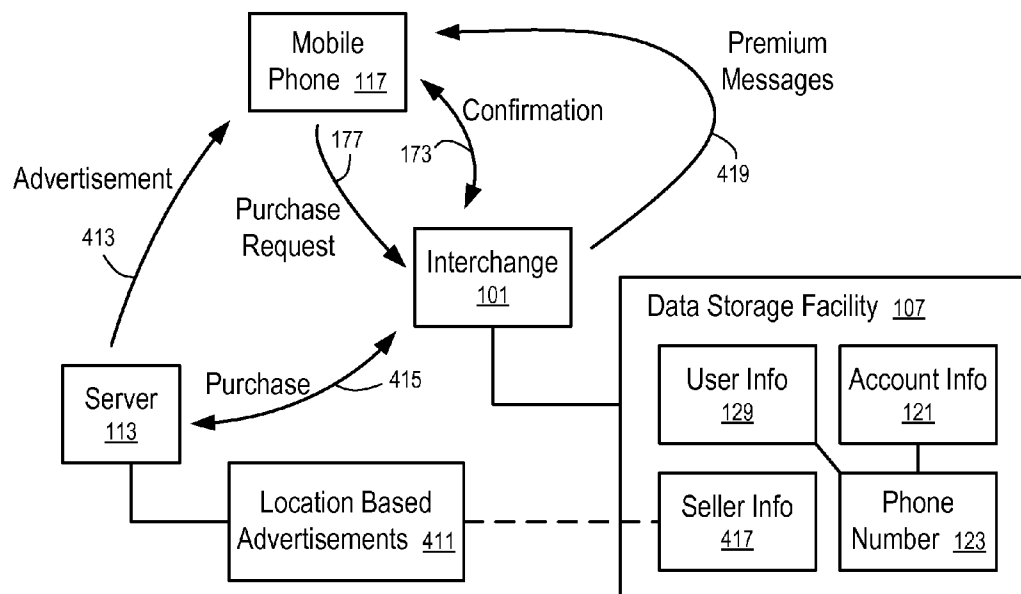 Mobile
Phone 117
Premium
Messages
177
Confirmation
173
419
Advertisement
Purchase
Request
413
Interchange
101
Data Storage Facility 107
Purchase
415
User Info
129
Account Info
121
Server
113
Location Based
Advertisements 411
Seller Info
417
Phone
Number 123